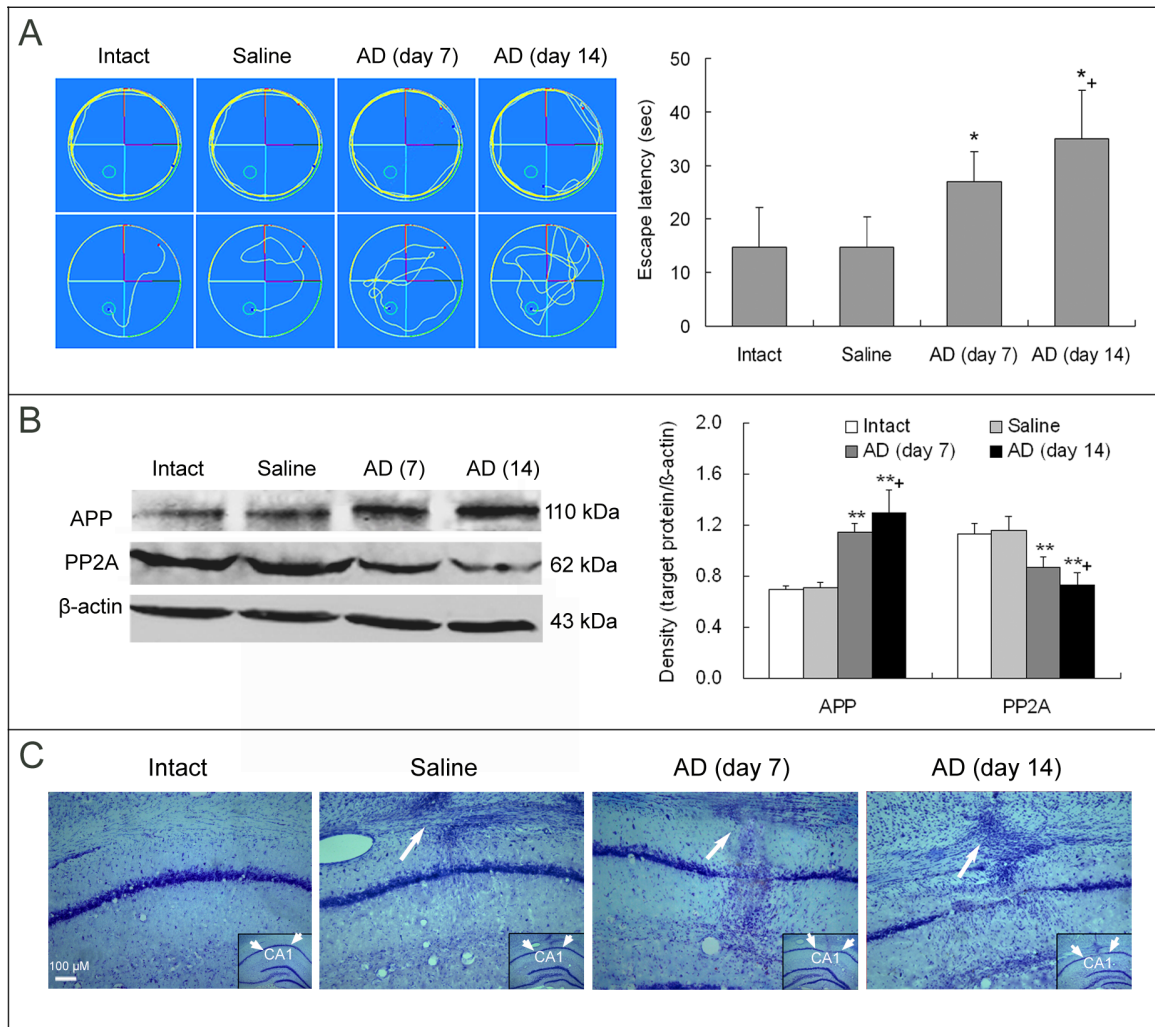 A
Intact Saline AD (day 7) AD (day 14)
Escape latency (sec)
50
40
30
20
10
0
*
*+
Intact Saline AD (day 7) AD (day 14)
B
Intact Saline AD (7) AD (14)
APP 110 kDa
PP2A 62 kDa
β-actin 43 kDa
Density (target protein/ß-actin)
2.0
1.6
1.2
0.8
0.4
0.0
Intact Saline
AD (day 7) AD (day 14)
**
**+
**
**+
APP PP2A
C
Intact Saline AD (day 7) AD (day 14)
CA1 CA1 CA1 CA1
100 µM